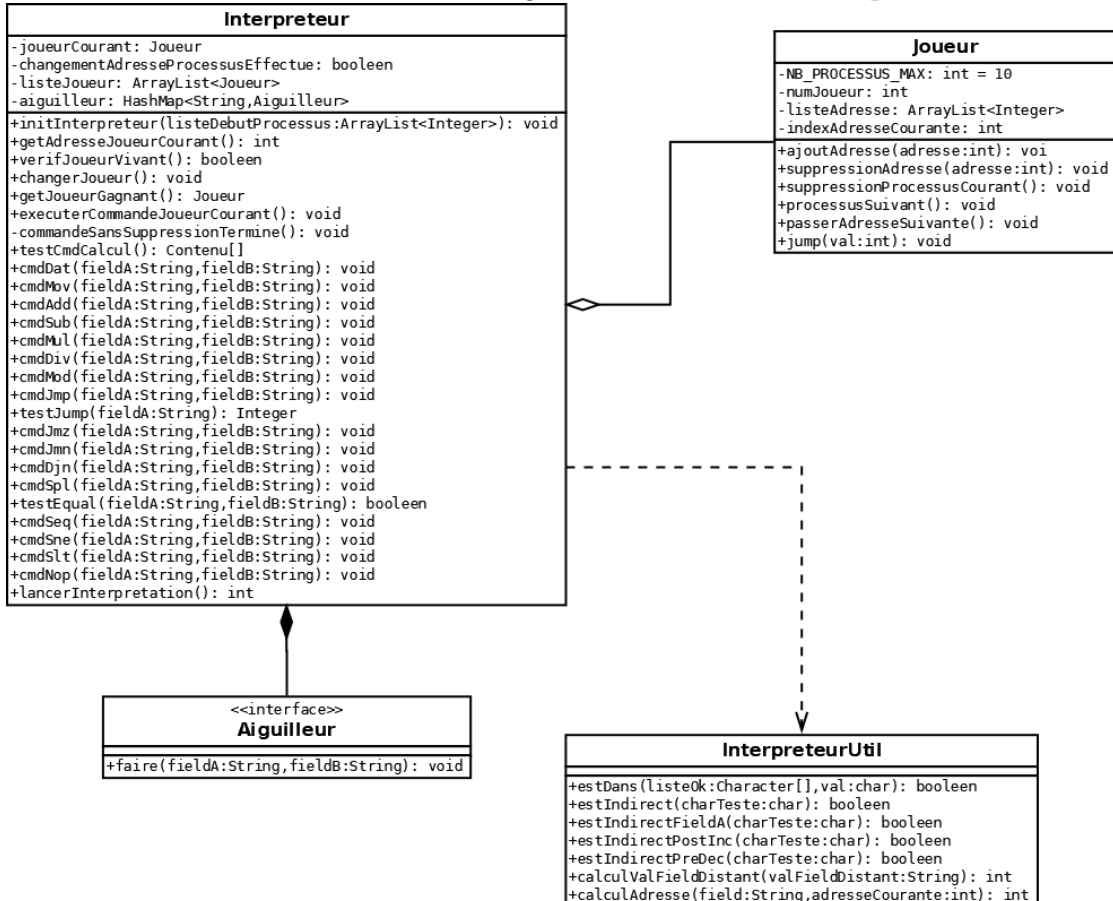 Interpreteur
-joueurCourant: Joueur
-changementAdresseProcessusEffectue: booleen
-listeJoueur: ArrayList<Joueur>
-aiguilleur: HashMap<String,Aiguilleur>
+initInterpreteur(listeDebutProcessus:ArrayList<Integer>): void
+getAdresseJoueurCourant(): int
+verifJoueurVivant(): booleen
+changerJoueur(): void
+getJoueurGagnant(): Joueur
+executerCommandeJoueurCourant(): void
-commandeSansSuppressionTermine(): void
+testCmdCalcul(): Contenu[]
+cmdDat(fieldA:String,fieldB:String): void
+cmdMov(fieldA:String,fieldB:String): void
+cmdAdd(fieldA:String,fieldB:String): void
+cmdSub(fieldA:String,fieldB:String): void
+cmdMul(fieldA:String,fieldB:String): void
+cmdDiv(fieldA:String,fieldB:String): void
+cmdMod(fieldA:String,fieldB:String): void
+cmdJmp(fieldA:String,fieldB:String): void
+testJump(fieldA:String): Integer
+cmdJmz(fieldA:String,fieldB:String): void
+cmdJmn(fieldA:String,fieldB:String): void
+cmdDjn(fieldA:String,fieldB:String): void
+cmdSpl(fieldA:String,fieldB:String): void
+testEqual(fieldA:String,fieldB:String): booleen
+cmdSeq(fieldA:String,fieldB:String): void
+cmdSne(fieldA:String,fieldB:String): void
+cmdSlt(fieldA:String,fieldB:String): void
+cmdNop(fieldA:String,fieldB:String): void
+lancerInterpretation(): int
Joueur
-NB_PROCESSUS_MAX: int = 10
-numJoueur: int
-listeAdresse: ArrayList<Integer>
-indexAdresseCourante: int
+ajoutAdresse(adresse:int): voi
+suppressionAdresse(adresse:int): void
+suppressionProcessusCourant(): void
+processusSuivant(): void
+passerAdresseSuivante(): void
+jump(val:int): void
<<interface>>
Aiguilleur
+faire(fieldA:String,fieldB:String): void
InterpreteurUtil
+estDans(listeOk:Character[],val:char): booleen
+estIndirect(charTeste:char): booleen
+estIndirectFieldA(charTeste:char): booleen
+estIndirectPostInc(charTeste:char): booleen
+estIndirectPreDec(charTeste:char): booleen
+calculValFieldDistant(valFieldDistant:String): int
+calculAdresse(field:String,adresseCourante:int): int